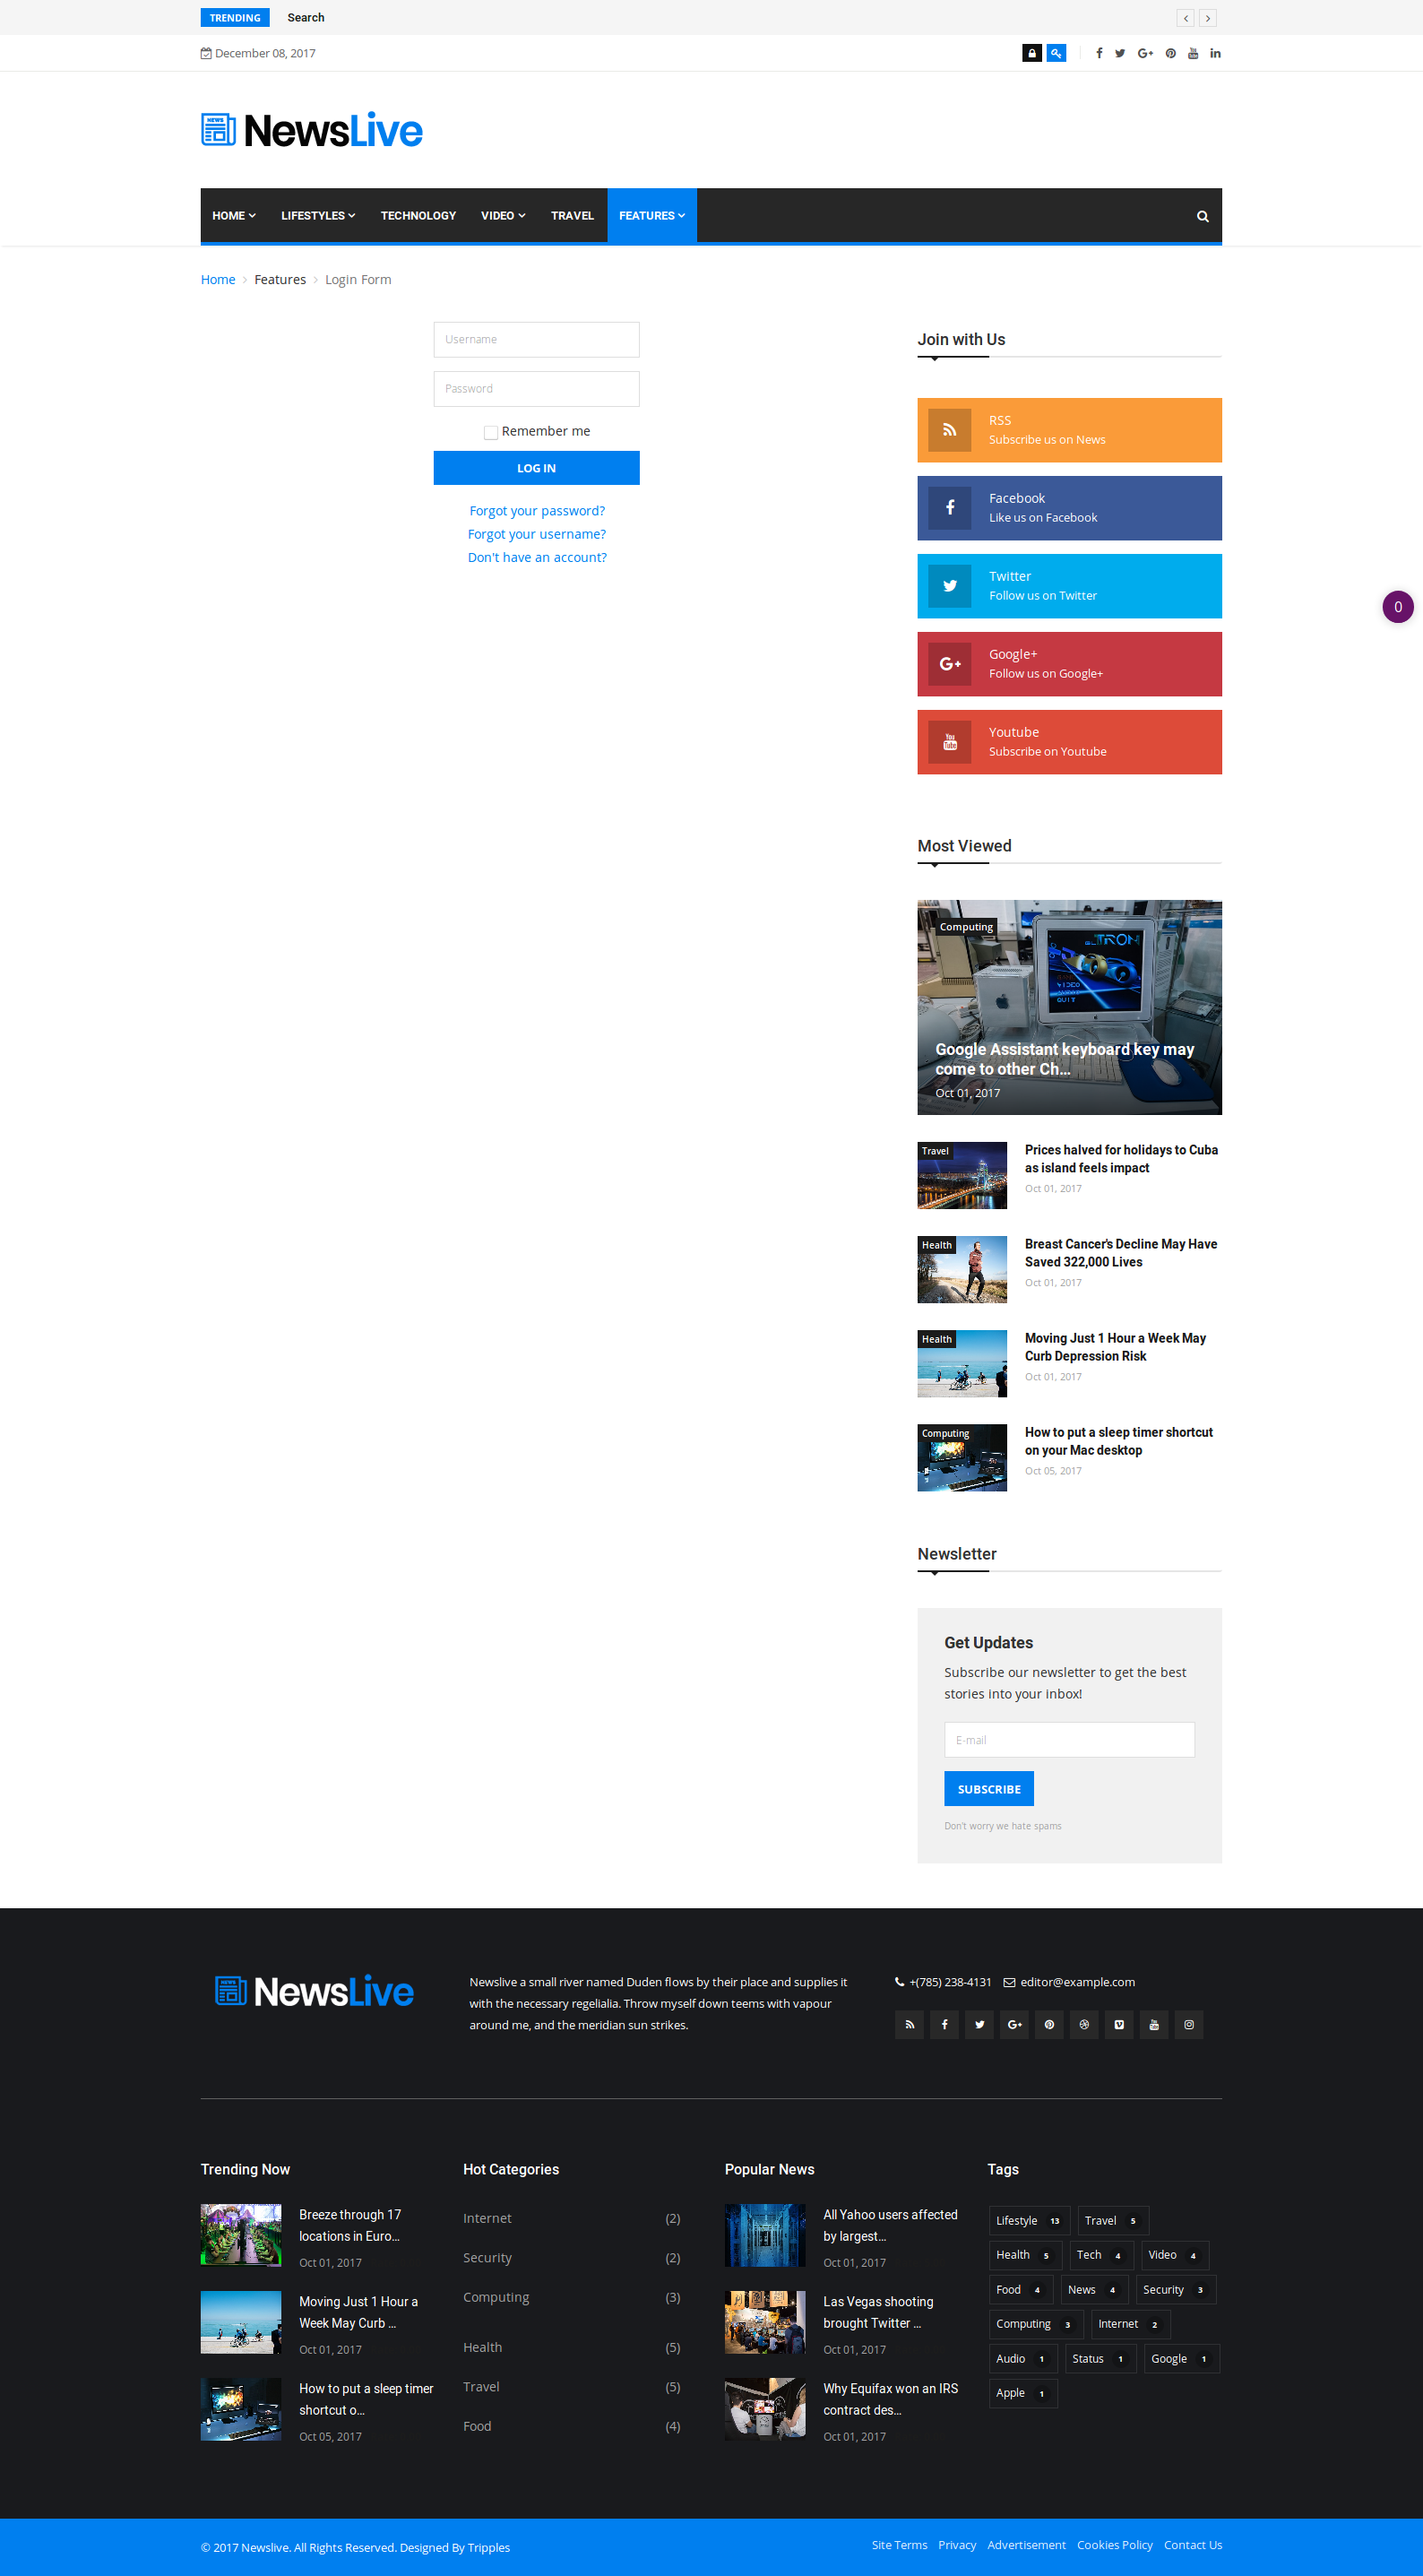 TRENDING Search
December 08, 2017
NewsLive
HOME LIFESTYLES TECHNOLOGY VIDEO TRAVEL FEATURES
Home Features Login Form
Username
Password
Remember me
LOG IN
Forgot your password?
Forgot your username?
Don't have an account?
Join with Us
RSS
Subscribe us on News
Facebook
Like us on Facebook
Twitter
Follow us on Twitter
Google+
Follow us on Google+
Youtube
Subscribe on Youtube
0
Most Viewed
Computing
Google Assistant keyboard key may
come to other Ch...
Oct 01, 2017
Travel
Prices halved for holidays to Cuba
as island feels impact
Oct 01, 2017
Health
Breast Cancer's Decline May Have
Saved 322,000 Lives
Oct 01, 2017
Health
Moving Just 1 Hour a Week May
Curb Depression Risk
Oct 01, 2017
Computing
How to put a sleep timer shortcut
on your Mac desktop
Oct 05, 2017
Newsletter
Get Updates
Subscribe our newsletter to get the best
stories into your inbox!
E-mail
SUBSCRIBE
Don't worry we hate spams
NewsLive
Newslive a small river named Duden flows by their place and supplies it
with the necessary regelialia. Throw myself down teems with vapour
around me, and the meridian sun strikes.
+(785) 238-4131 editor@example.com
Trending Now
Breeze through 17
locations in Euro...
Oct 01, 2017
Moving Just 1 Hour a
Week May Curb ...
Oct 01, 2017
How to put a sleep timer
shortcut o...
Oct 05, 2017
Hot Categories
Internet (2)
Security (2)
Computing (3)
Health (5)
Travel (5)
Food (4)
Popular News
All Yahoo users affected
by largest...
Oct 01, 2017
Las Vegas shooting
brought Twitter ...
Oct 01, 2017
Why Equifax won an IRS
contract des...
Oct 01, 2017
Tags
Lifestyle 13 Travel 5
Health 5 Tech 4 Video 4
Food 4 News 4 Security 3
Computing 3 Internet 2
Audio 1 Status 1 Google 1
Apple 1
© 2017 Newslive. All Rights Reserved. Designed By Tripples
Site Terms Privacy Advertisement Cookies Policy Contact Us